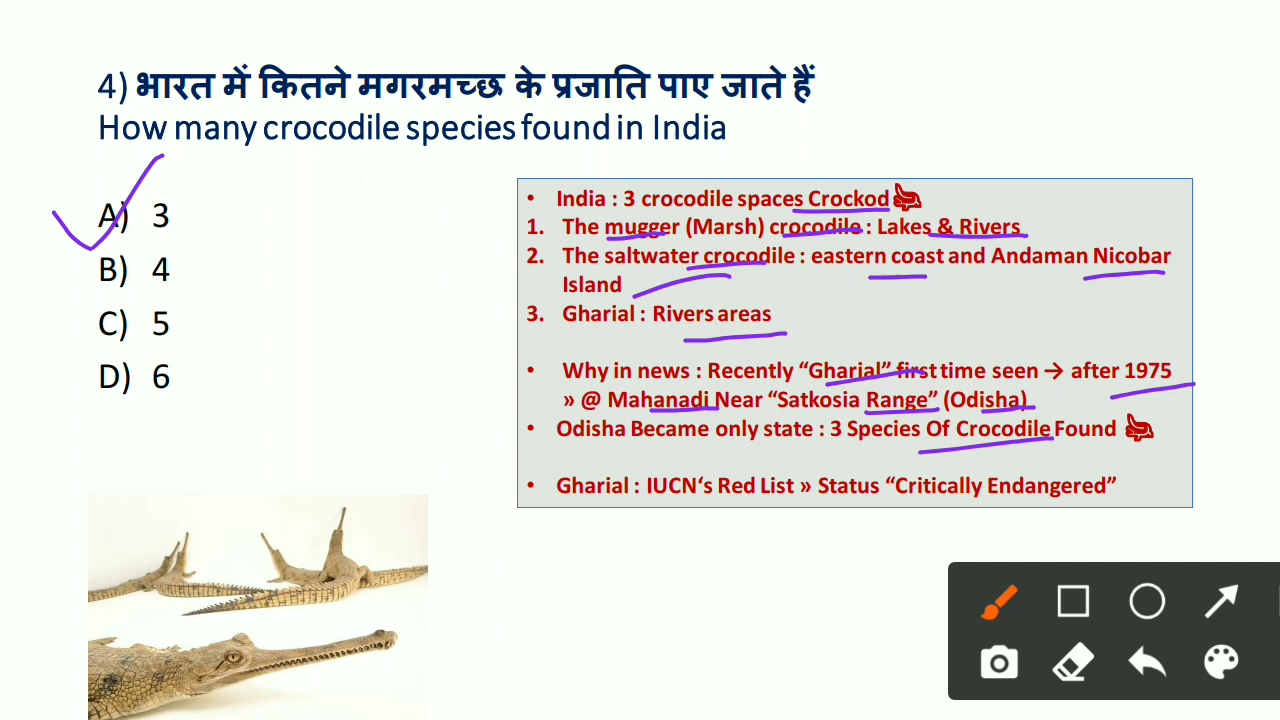 4) भारत में कितने मगरमच्छ के प्रजाति पाए जाते हैं
How many crocodile species found in India
A) 3
B) 4
C) 5
D) 6
• India : 3 crocodile spaces Crockod
1. The mugger (Marsh) crocodile : Lakes & Rivers
2. The saltwater crocodile : eastern coast and Andaman Nicobar
Island
3. Gharial : Rivers areas
• Why in news : Recently “Gharial” first time seen → after 1975
» @ Mahanadi Near “Satkosia Range” (Odisha)
• Odisha Became only state : 3 Species Of Crocodile Found
• Gharial : IUCN‘s Red List » Status “Critically Endangered”